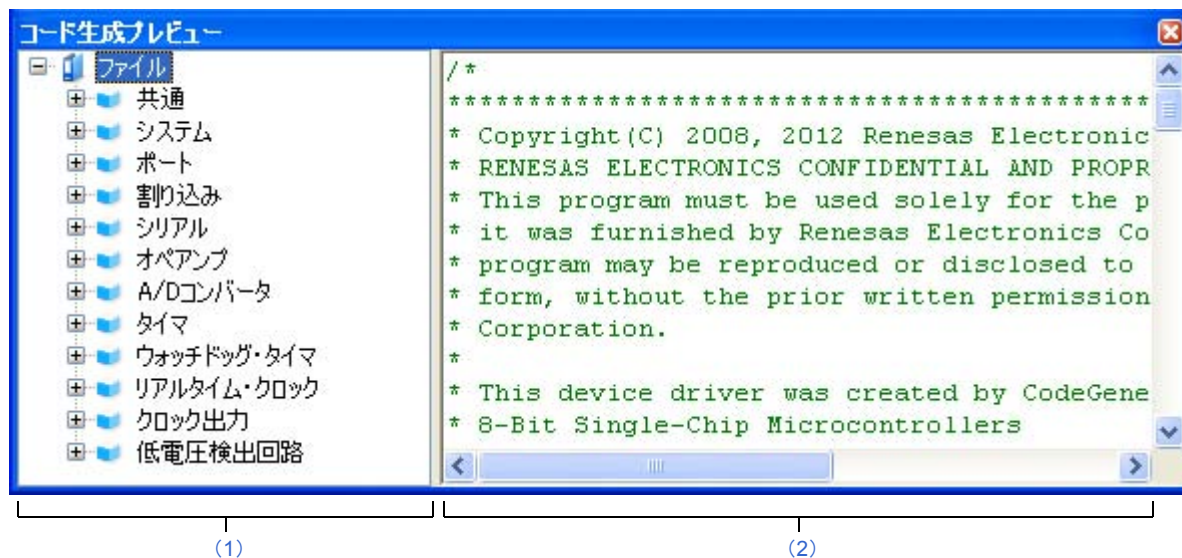 コード生成プレビュー
ファイル
共通
システム
ポート
割り込み
シリアル
オペアンプ
A/Dコンバータ
タイマ
ウォッチドッグ・タイマ
リアルタイム・クロック
クロック出力
低電圧検出回路
/*
*******************************************
* Copyright(C) 2008, 2012 Renesas Electronic
* RENESAS ELECTRONICS CONFIDENTIAL AND PROPR
* This program must be used solely for the p
* it was furnished by Renesas Electronics Co
* program may be reproduced or disclosed to
* form, without the prior written permission
* Corporation.
*
* This device driver was created by CodeGene
* 8-Bit Single-Chip Microcontrollers
(1)
(2)